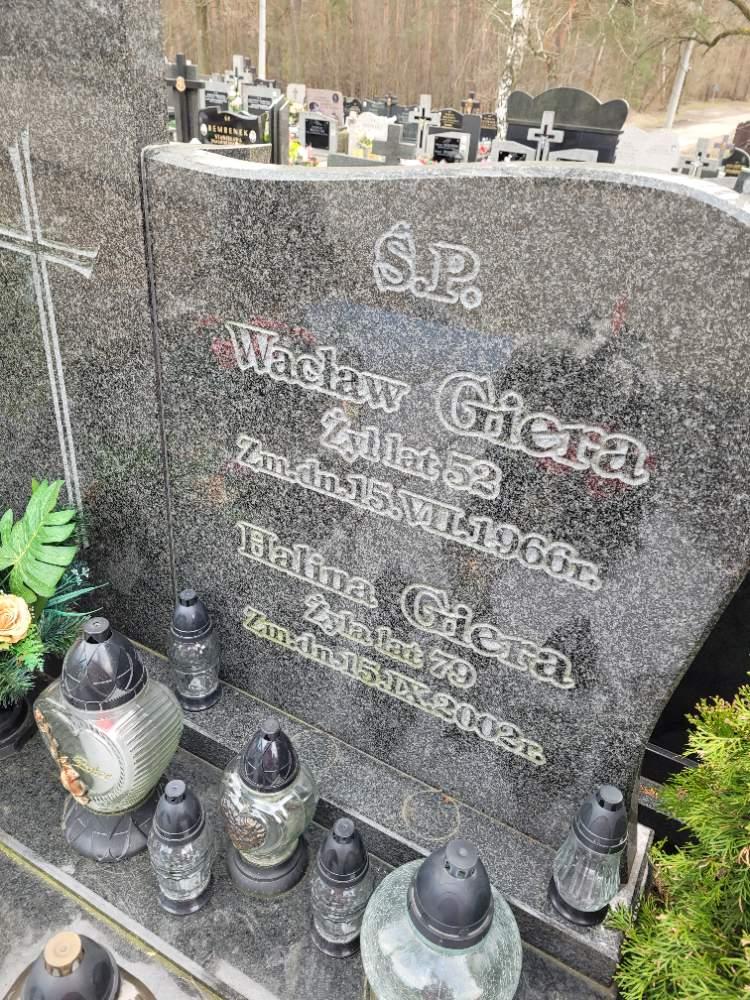 Ś.P.
Wacław Giera
Żył lat 52
Zm.dn.15.VII.1966r.
Halina Giera
Żyła lat 79
Zm.dn.15.IX.2002r.
BEMBENEK